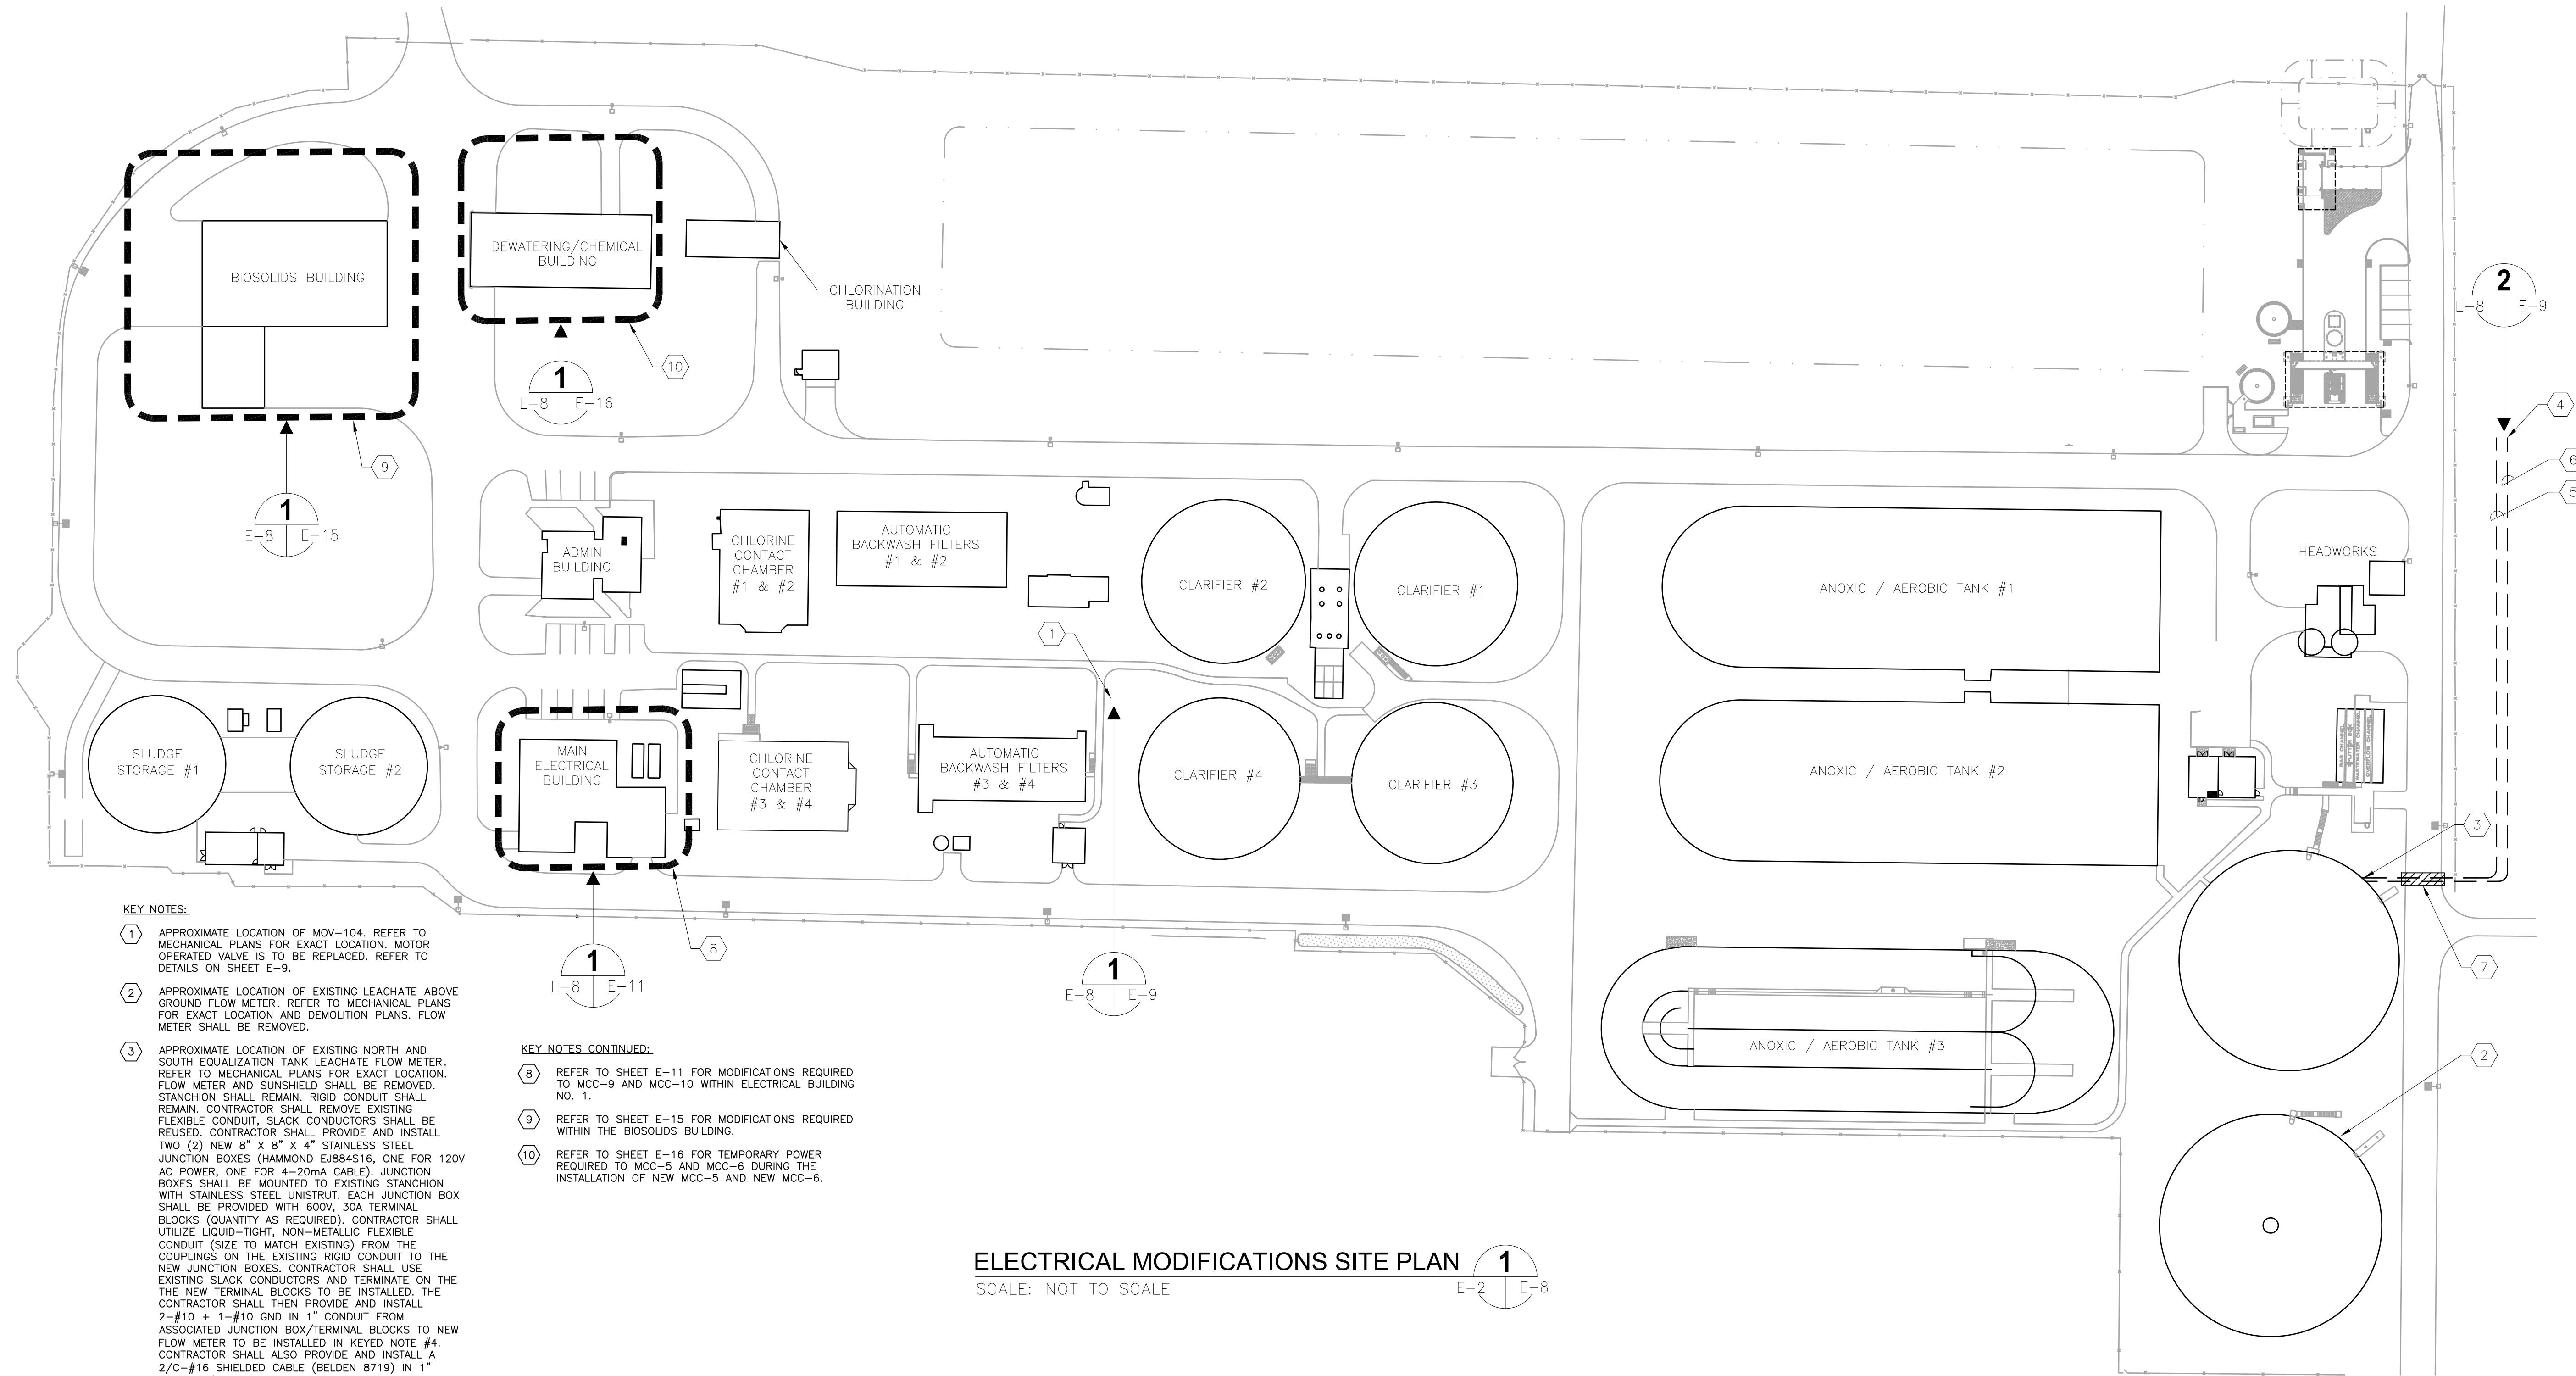 BIOSOLIDS BUILDING
DEWATERING/CHEMICAL
BUILDING
CHLORINATION
BUILDING
10
1
E-8 E-16
9
1
E-8 E-15
2
E-8 E-9
4
6
5
ADMIN
BUILDING
CHLORINE
CONTACT
CHAMBER
#1 & #2
AUTOMATIC
BACKWASH FILTERS
#1 & #2
CLARIFIER #2
CLARIFIER #1
ANOXIC / AEROBIC TANK #1
HEADWORKS
1
SLUDGE
STORAGE #1
SLUDGE
STORAGE #2
MAIN
ELECTRICAL
BUILDING
CHLORINE
CONTACT
CHAMBER
#3 & #4
AUTOMATIC
BACKWASH FILTERS
#3 & #4
CLARIFIER #4
CLARIFIER #3
ANOXIC / AEROBIC TANK #2
RAS CHANNEL
SPLITTER BOX
WASTEWATER CHANNEL
OVERFLOW CHANNEL
3
7
8
1
E-8 E-11
1
E-8 E-9
ANOXIC / AEROBIC TANK #3
2
KEY NOTES:
1 APPROXIMATE LOCATION OF MOV-104. REFER TO
MECHANICAL PLANS FOR EXACT LOCATION. MOTOR
OPERATED VALVE IS TO BE REPLACED. REFER TO
DETAILS ON SHEET E-9.
2 APPROXIMATE LOCATION OF EXISTING LEACHATE ABOVE
GROUND FLOW METER. REFER TO MECHANICAL PLANS
FOR EXACT LOCATION AND DEMOLITION PLANS. FLOW
METER SHALL BE REMOVED.
3 APPROXIMATE LOCATION OF EXISTING NORTH AND
SOUTH EQUALIZATION TANK LEACHATE FLOW METER.
REFER TO MECHANICAL PLANS FOR EXACT LOCATION.
FLOW METER AND SUNSHIELD SHALL BE REMOVED.
STANCHION SHALL REMAIN. RIGID CONDUIT SHALL
REMAIN. CONTRACTOR SHALL REMOVE EXISTING
FLEXIBLE CONDUIT, SLACK CONDUCTORS SHALL BE
REUSED. CONTRACTOR SHALL PROVIDE AND INSTALL
TWO (2) NEW 8" X 8" X 4" STAINLESS STEEL
JUNCTION BOXES (HAMMOND EJ884S16, ONE FOR 120V
AC POWER, ONE FOR 4-20mA CABLE). JUNCTION
BOXES SHALL BE MOUNTED TO EXISTING STANCHION
WITH STAINLESS STEEL UNISTRUT. EACH JUNCTION BOX
SHALL BE PROVIDED WITH 600V, 30A TERMINAL
BLOCKS (QUANTITY AS REQUIRED). CONTRACTOR SHALL
UTILIZE LIQUID-TIGHT, NON-METALLIC FLEXIBLE
CONDUIT (SIZE TO MATCH EXISTING) FROM THE
COUPLINGS ON THE EXISTING RIGID CONDUIT TO THE
NEW JUNCTION BOXES. CONTRACTOR SHALL USE
EXISTING SLACK CONDUCTORS AND TERMINATE ON THE
THE NEW TERMINAL BLOCKS TO BE INSTALLED. THE
CONTRACTOR SHALL THEN PROVIDE AND INSTALL
2-#10 + 1-#10 GND IN 1" CONDUIT FROM
ASSOCIATED JUNCTION BOX/TERMINAL BLOCKS TO NEW
FLOW METER TO BE INSTALLED IN KEYED NOTE #4.
CONTRACTOR SHALL ALSO PROVIDE AND INSTALL A
2/C-#16 SHIELDED CABLE (BELDEN 8719) IN 1"
KEY NOTES CONTINUED:
8 REFER TO SHEET E-11 FOR MODIFICATIONS REQUIRED
TO MCC-9 AND MCC-10 WITHIN ELECTRICAL BUILDING
NO. 1.
9 REFER TO SHEET E-15 FOR MODIFICATIONS REQUIRED
WITHIN THE BIOSOLIDS BUILDING.
10 REFER TO SHEET E-16 FOR TEMPORARY POWER
REQUIRED TO MCC-5 AND MCC-6 DURING THE
INSTALLATION OF NEW MCC-5 AND NEW MCC-6.
ELECTRICAL MODIFICATIONS SITE PLAN
SCALE: NOT TO SCALE
1
E-2 E-8